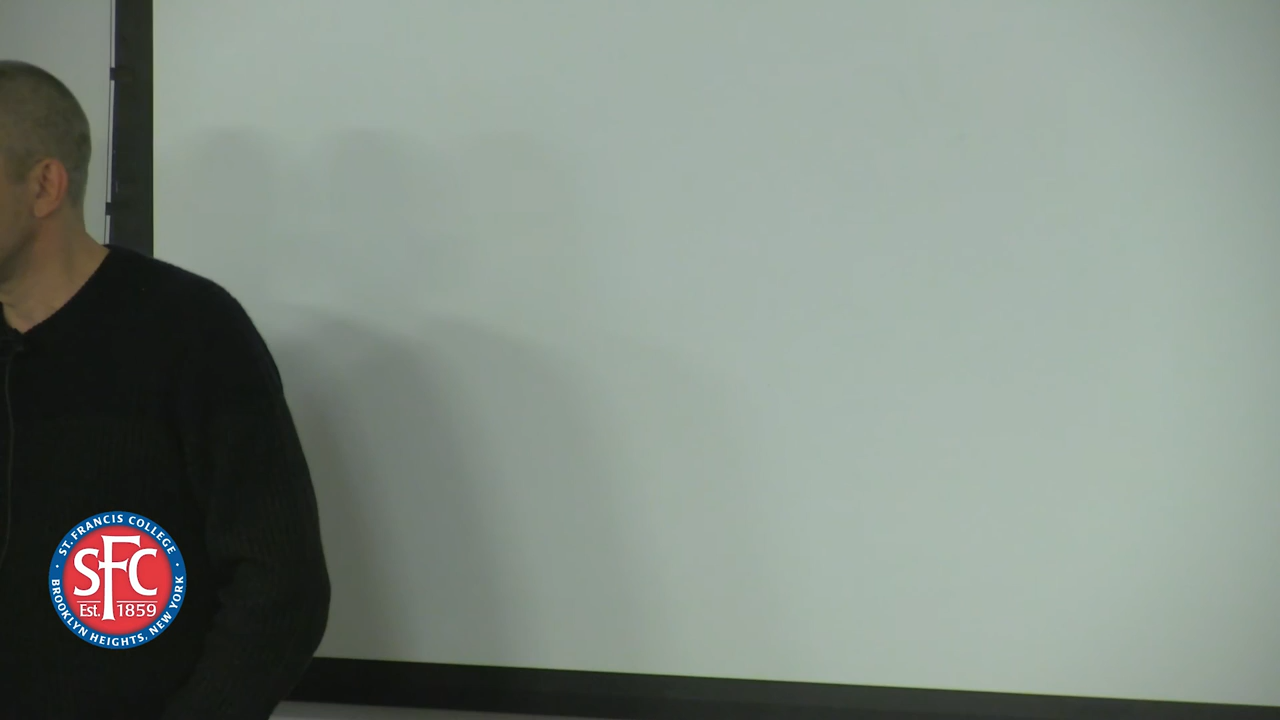 ST. FRANCIS COLLEGE
SFC
Est. 1859
BROOKLYN HEIGHTS, NEW YORK